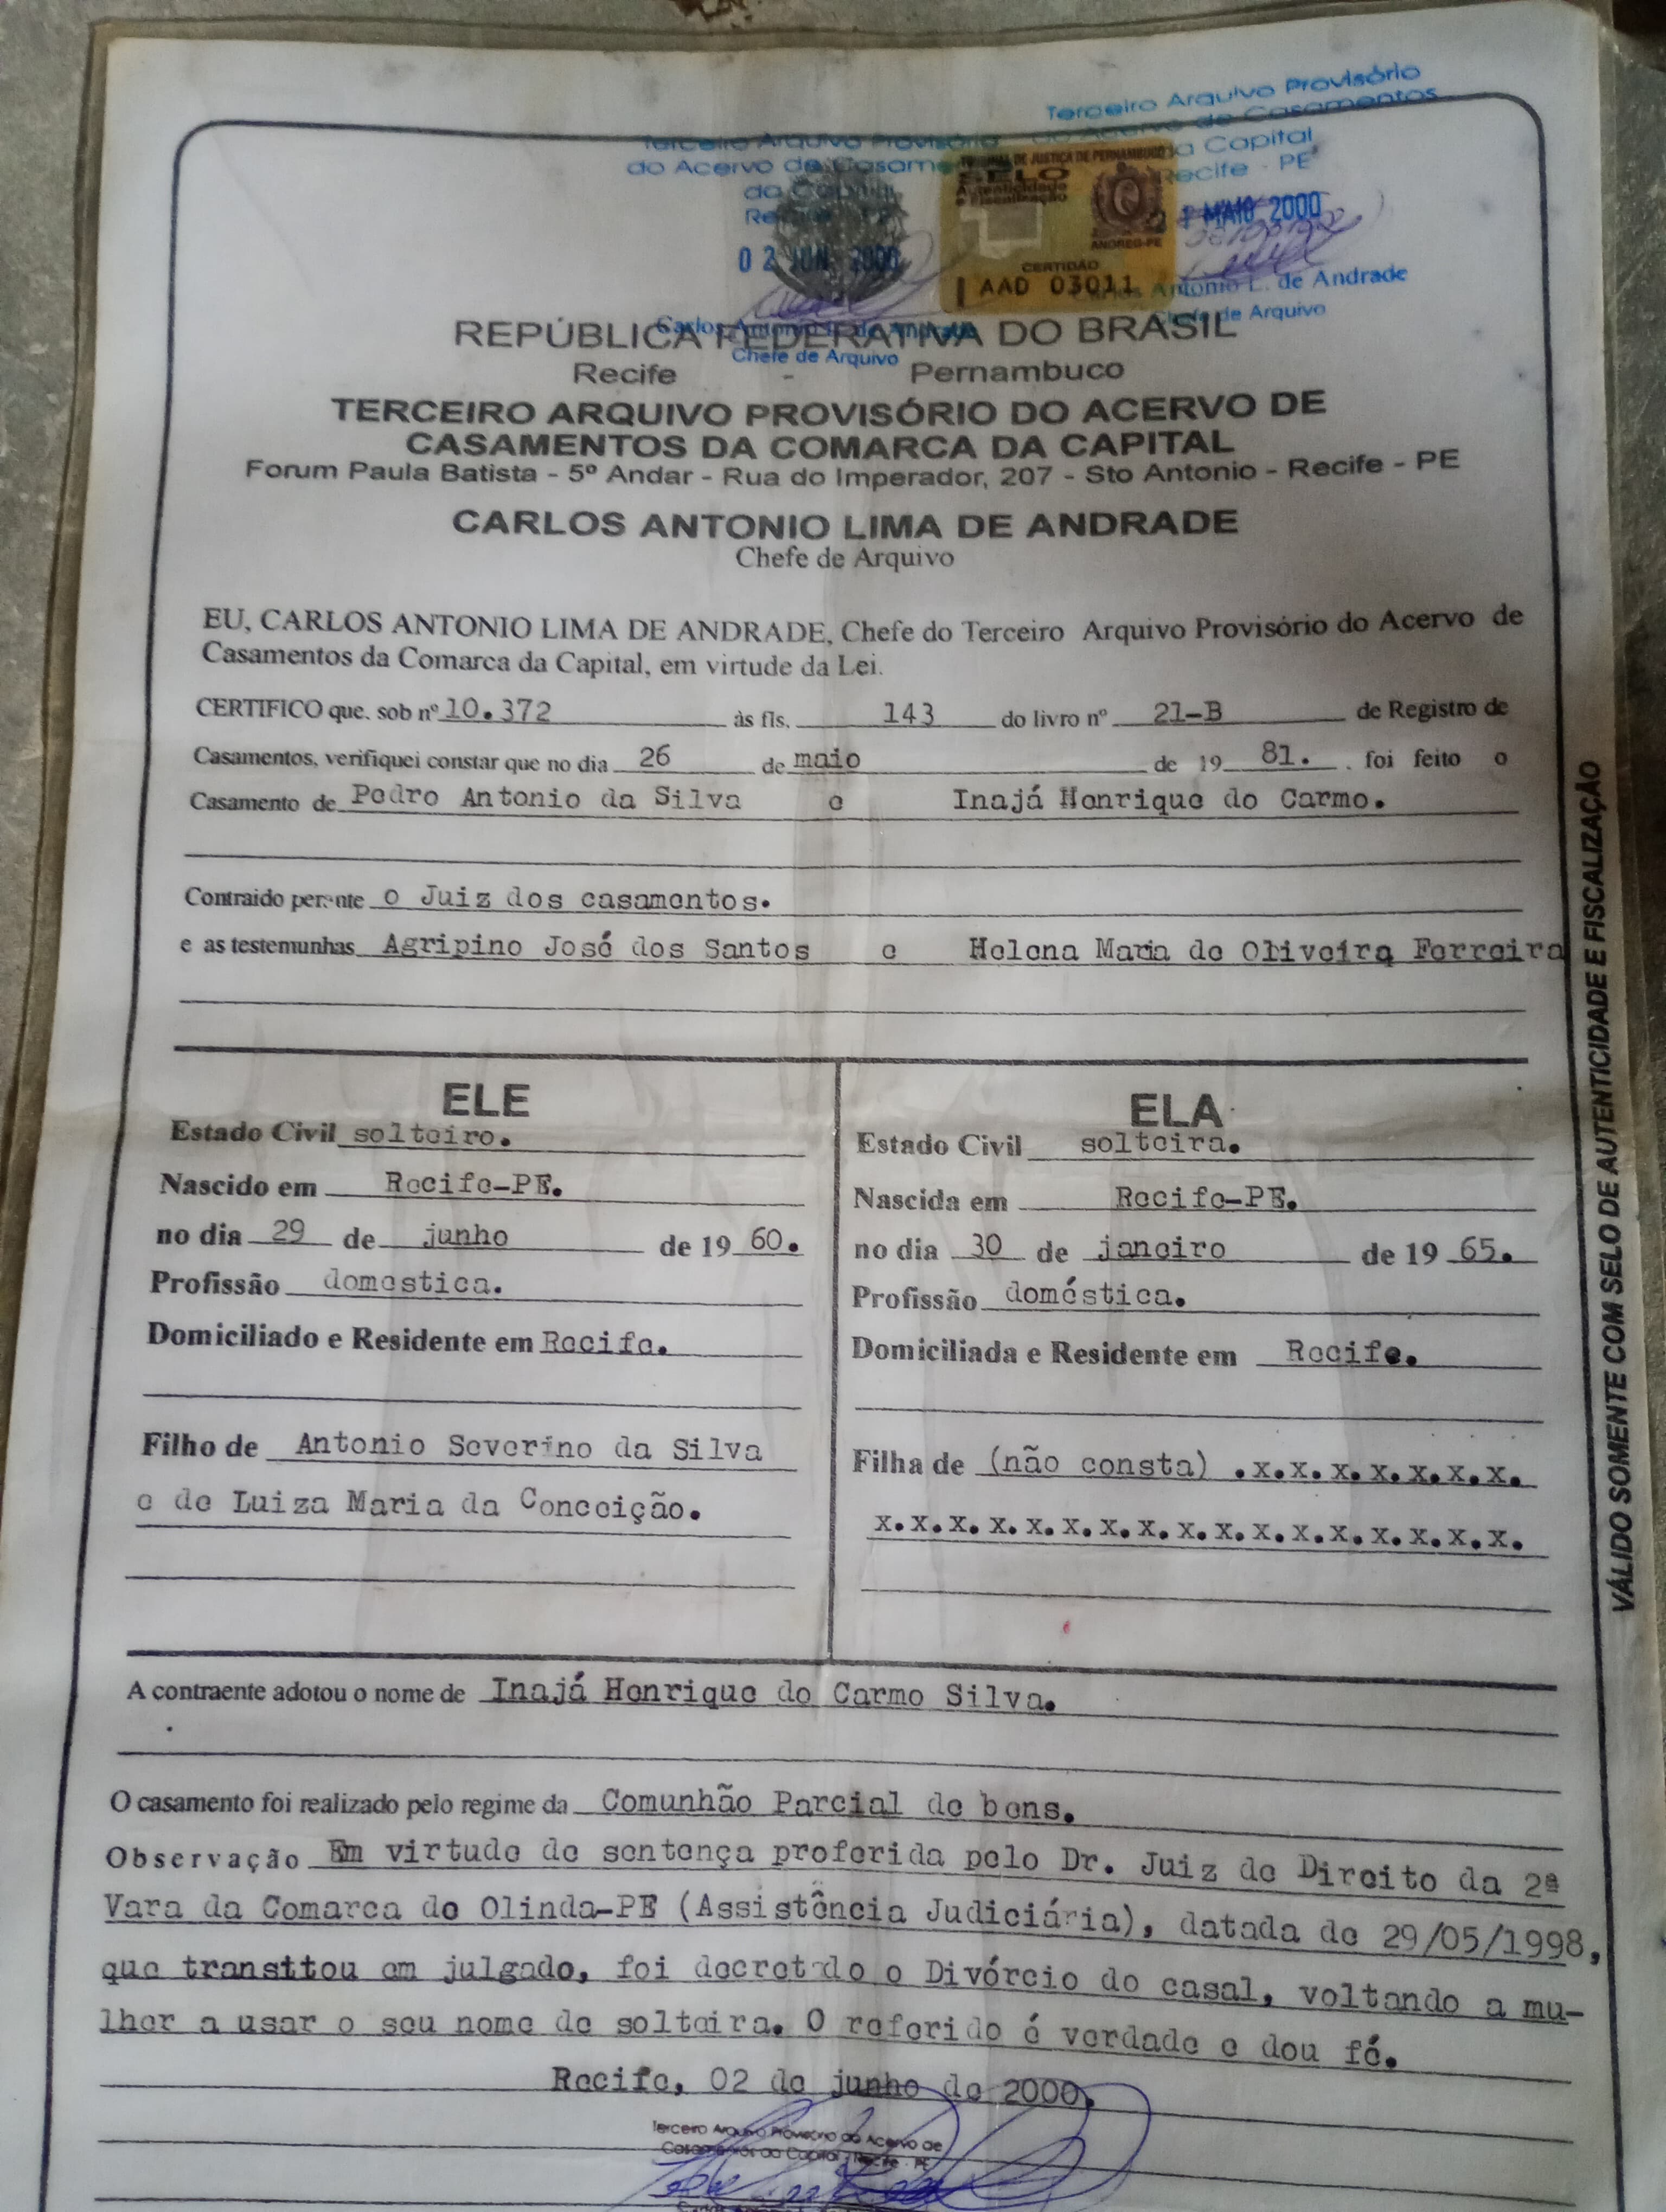 Terceiro Arquivo Provisório
do Acervo de Casamentos
da Capital
Recife - PE
MAIO 2000
Carlos Antonio L. de Andrade
Chefe de Arquivo
Terceiro Arquivo Provisório
do Acervo de Casamentos
da Capital
02 JUN 2000
Carlos Antonio L. de Andrade
Chefe de Arquivo
TRIBUNAL DE JUSTIÇA DE PERNAMBUCO
SELO
Autenticidade
e Fiscalização
ANOREG-PE
CERTIDÃO
AAD 03011
REPÚBLICA FEDERATIVA DO BRASIL
Recife - Pernambuco
TERCEIRO ARQUIVO PROVISÓRIO DO ACERVO DE
CASAMENTOS DA COMARCA DA CAPITAL
Forum Paula Batista - 5º Andar - Rua do Imperador, 207 - Sto Antonio - Recife - PE
CARLOS ANTONIO LIMA DE ANDRADE
Chefe de Arquivo
EU, CARLOS ANTONIO LIMA DE ANDRADE, Chefe do Terceiro Arquivo Provisório do Acervo de
Casamentos da Comarca da Capital, em virtude da Lei.
CERTIFICO que. sob nº 10.372 às fls. 143 do livro nº 21-B de Registro de
Casamentos, verifiquei constar que no dia 26 de maio de 19 81. . foi feito o
Casamento de Pedro Antonio da Silva e Inajá Henrique do Carmo.
Contraido perante o Juiz dos casamentos.
e as testemunhas Agripino José dos Santos e Helena Maria de Oliveira Ferreira
ELE
Estado Civil solteiro.
Nascido em Recife-PE.
no dia 29 de junho de 19 60.
Profissão domestica.
Domiciliado e Residente em Recife.
Filho de Antonio Severino da Silva
e de Luiza Maria da Conceição.
ELA
Estado Civil solteira.
Nascida em Recife-PE.
no dia 30 de janeiro de 19 65.
Profissão doméstica.
Domiciliada e Residente em Recife.
Filha de (não consta) .x.x.x.x.x.x.x.
x.x.x.x.x.x.x.x.x.x.x.x.x.x.x.x.x.
A contraente adotou o nome de Inajá Henrique do Carmo Silva.
O casamento foi realizado pelo regime da Comunhão Parcial de bens.
Observação Em virtude de sentença proferida pelo Dr. Juiz de Direito da 2ª
Vara da Comarca de Olinda-PE (Assistência Judiciária), datada de 29/05/1998,
que transttou em julgado, foi decretado o Divórcio do casal, voltando a mu-
lher a usar o seu nome de solteira. O referido é verdade e dou fé.
Recife, 02 de junho de 2000.
Terceiro Arquivo Provisório do Acervo de
Casamentos da Capital - Recife - PE
VÁLIDO SOMENTE COM SELO DE AUTENTICIDADE E FISCALIZAÇÃO